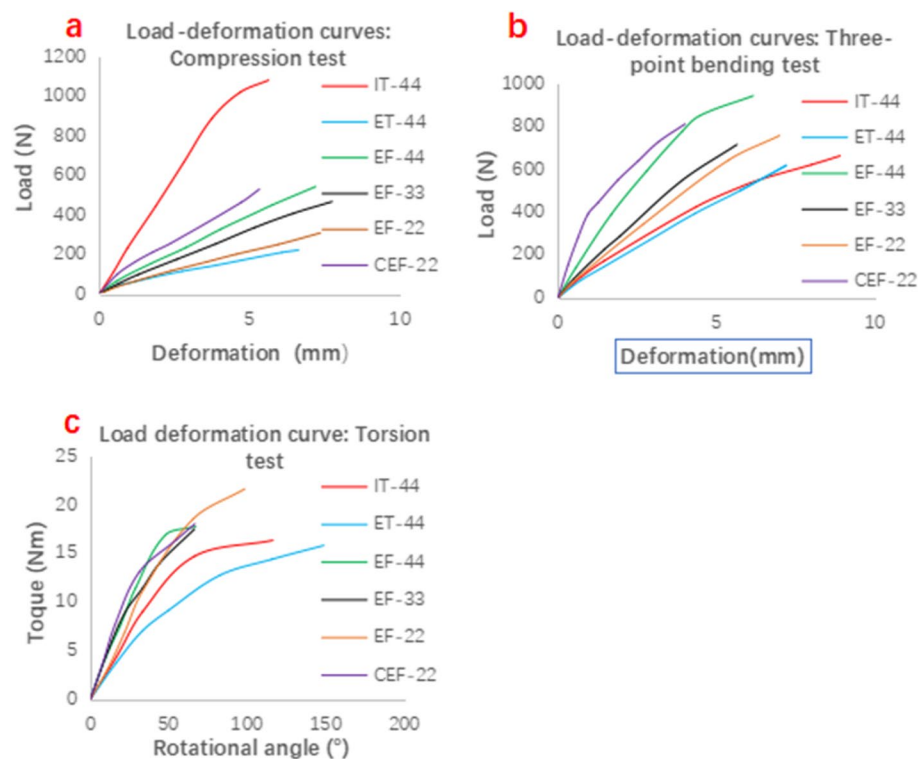 a
Load-deformation curves:
Compression test
1200
1000
800
600
400
200
0
Load (N)
0
5
10
Deformation (mm)
IT-44
ET-44
EF-44
EF-33
EF-22
CEF-22
b
Load-deformation curves: Three-
point bending test
1000
800
600
400
200
0
Load (N)
0
5
10
Deformation(mm)
IT-44
ET-44
EF-44
EF-33
EF-22
CEF-22
c
Load deformation curve: Torsion
test
25
20
15
10
5
0
Toque (Nm)
0
50
100
150
200
Rotational angle (°)
IT-44
ET-44
EF-44
EF-33
EF-22
CEF-22